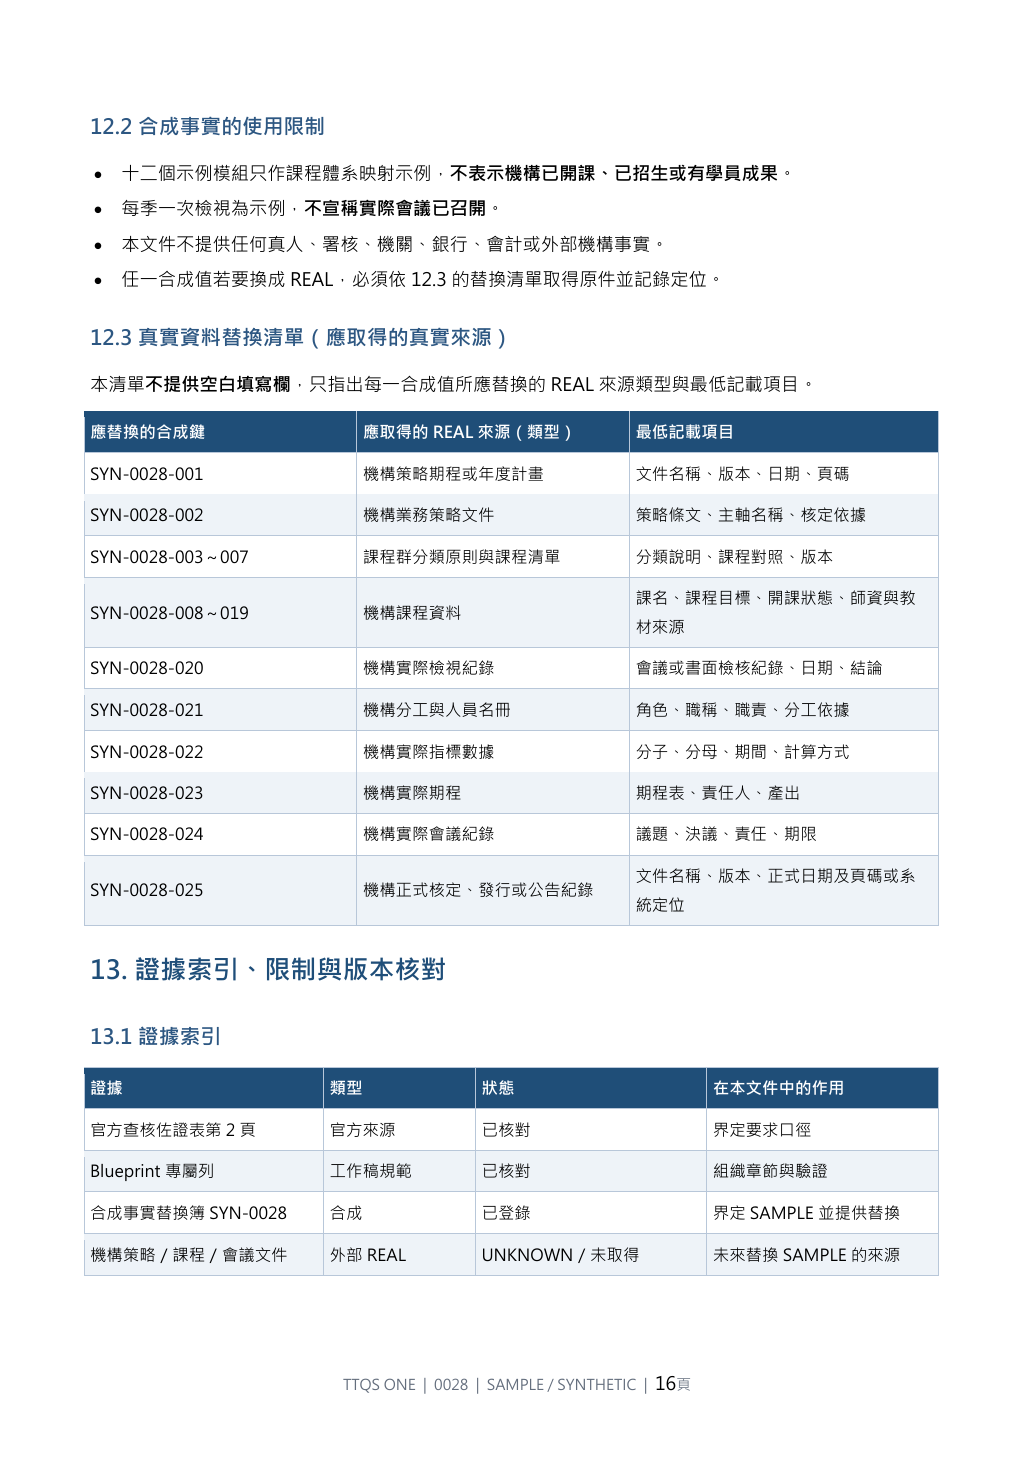 12.2 合成事實的使用限制
● 十二個示例模組只作課程體系映射示例，不表示機構已開課、已招生或有學員成果。
● 每季一次檢視為示例，不宣稱實際會議已召開。
● 本文件不提供任何真人、署核、機關、銀行、會計或外部機構事實。
● 任一合成值若要換成 REAL，必須依 12.3 的替換清單取得原件並記錄定位。
12.3 真實資料替換清單（應取得的真實來源）
本清單不提供空白填寫欄，只指出每一合成值所應替換的 REAL 來源類型與最低記載項目。
應替換的合成鍵 應取得的 REAL 來源（類型） 最低記載項目
SYN-0028-001 機構策略期程或年度計畫 文件名稱、版本、日期、頁碼
SYN-0028-002 機構業務策略文件 策略條文、主軸名稱、核定依據
SYN-0028-003～007 課程群分類原則與課程清單 分類說明、課程對照、版本
SYN-0028-008～019 機構課程資料 課名、課程目標、開課狀態、師資與教
材來源
SYN-0028-020 機構實際檢視紀錄 會議或書面檢核紀錄、日期、結論
SYN-0028-021 機構分工與人員名冊 角色、職稱、職責、分工依據
SYN-0028-022 機構實際指標數據 分子、分母、期間、計算方式
SYN-0028-023 機構實際期程 期程表、責任人、產出
SYN-0028-024 機構實際會議紀錄 議題、決議、責任、期限
SYN-0028-025 機構正式核定、發行或公告紀錄 文件名稱、版本、正式日期及頁碼或系
統定位
13. 證據索引、限制與版本核對
13.1 證據索引
證據 類型 狀態 在本文件中的作用
官方查核佐證表第 2 頁 官方來源 已核對 界定要求口徑
Blueprint 專屬列 工作稿規範 已核對 組織章節與驗證
合成事實替換簿 SYN-0028 合成 已登錄 界定 SAMPLE 並提供替換
機構策略 / 課程 / 會議文件 外部 REAL UNKNOWN / 未取得 未來替換 SAMPLE 的來源
TTQS ONE | 0028 | SAMPLE / SYNTHETIC | 16頁